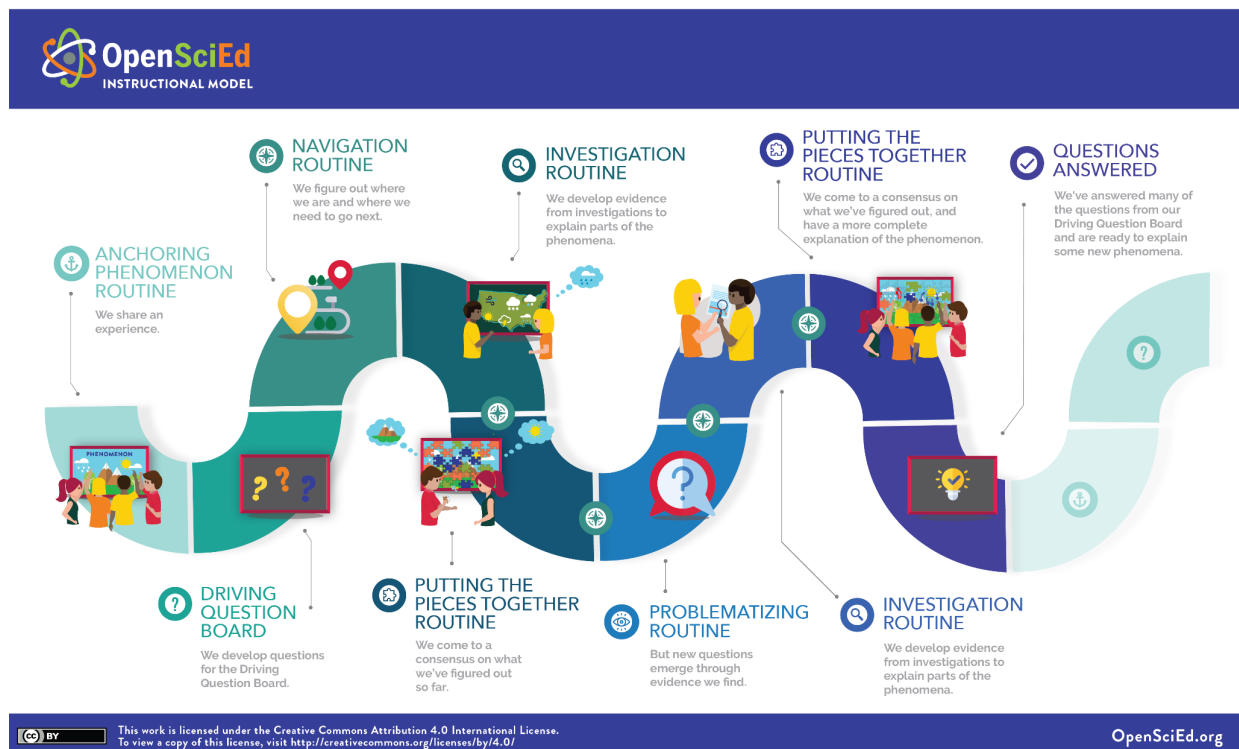 OpenSciEd
INSTRUCTIONAL MODEL
ANCHORING
PHENOMENON
ROUTINE
We share an
experience.
NAVIGATION
ROUTINE
We figure out where
we are and where we
need to go next.
INVESTIGATION
ROUTINE
We develop evidence
from investigations to
explain parts of the
phenomena.
PUTTING THE
PIECES TOGETHER
ROUTINE
We come to a consensus on
what we've figured out, and
have a more complete
explanation of the phenomenon.
QUESTIONS
ANSWERED
We've answered many of
the questions from our
Driving Question Board
and are ready to explain
some new phenomena.
PHENOMENON
? ? ?
?
?
?
DRIVING
QUESTION
BOARD
We develop questions
for the Driving
Question Board.
PUTTING THE
PIECES TOGETHER
ROUTINE
We come to a
consensus on what
we've figured out
so far.
PROBLEMATIZING
ROUTINE
But new questions
emerge through
evidence we find.
INVESTIGATION
ROUTINE
We develop evidence
from investigations to
explain parts of the
phenomena.
cc BY
This work is licensed under the Creative Commons Attribution 4.0 International License.
To view a copy of this license, visit http://creativecommons.org/licenses/by/4.0/
OpenSciEd.org